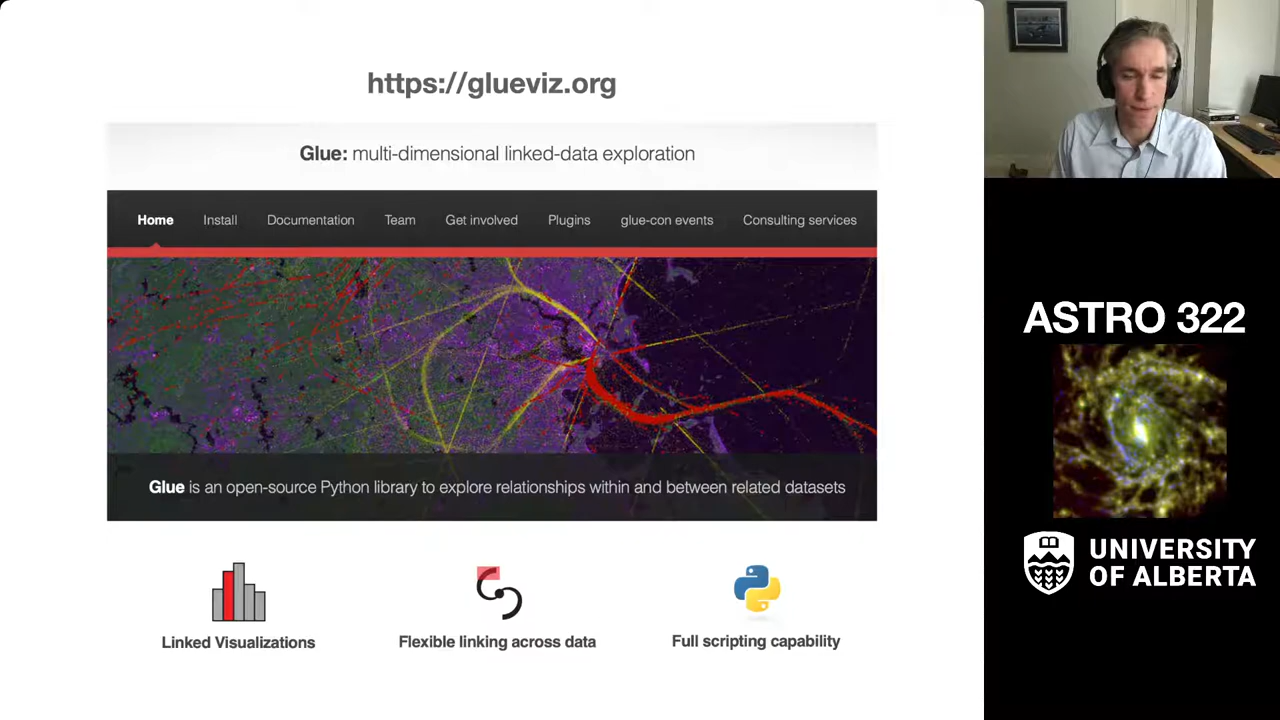 https://glueviz.org
Glue: multi-dimensional linked-data exploration
Home Install Documentation Team Get involved Plugins glue-con events Consulting services
Glue is an open-source Python library to explore relationships within and between related datasets
Linked Visualizations
Flexible linking across data
Full scripting capability
ASTRO 322
UNIVERSITY
OF ALBERTA